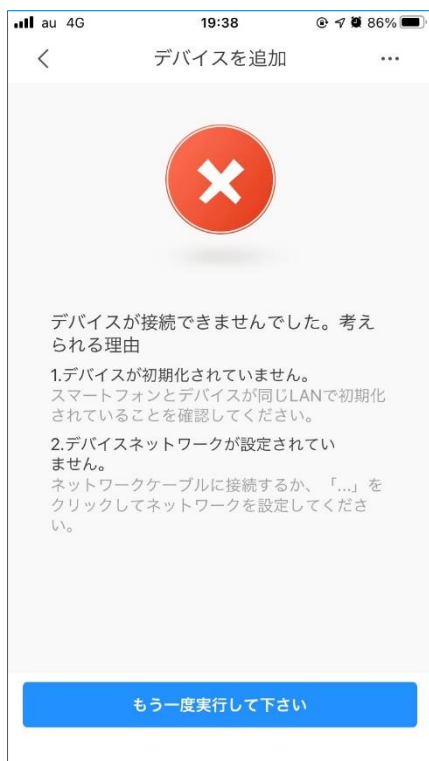 au 4G 19:38 86%
デバイスを追加
デバイスが接続できませんでした。考え
られる理由
1.デバイスが初期化されていません。
スマートフォンとデバイスが同じLANで初期化
されていることを確認してください。
2.デバイスネットワークが設定されてい
ません。
ネットワークケーブルに接続するか、「...」を
クリックしてネットワークを設定してくださ
い。
もう一度実行して下さい